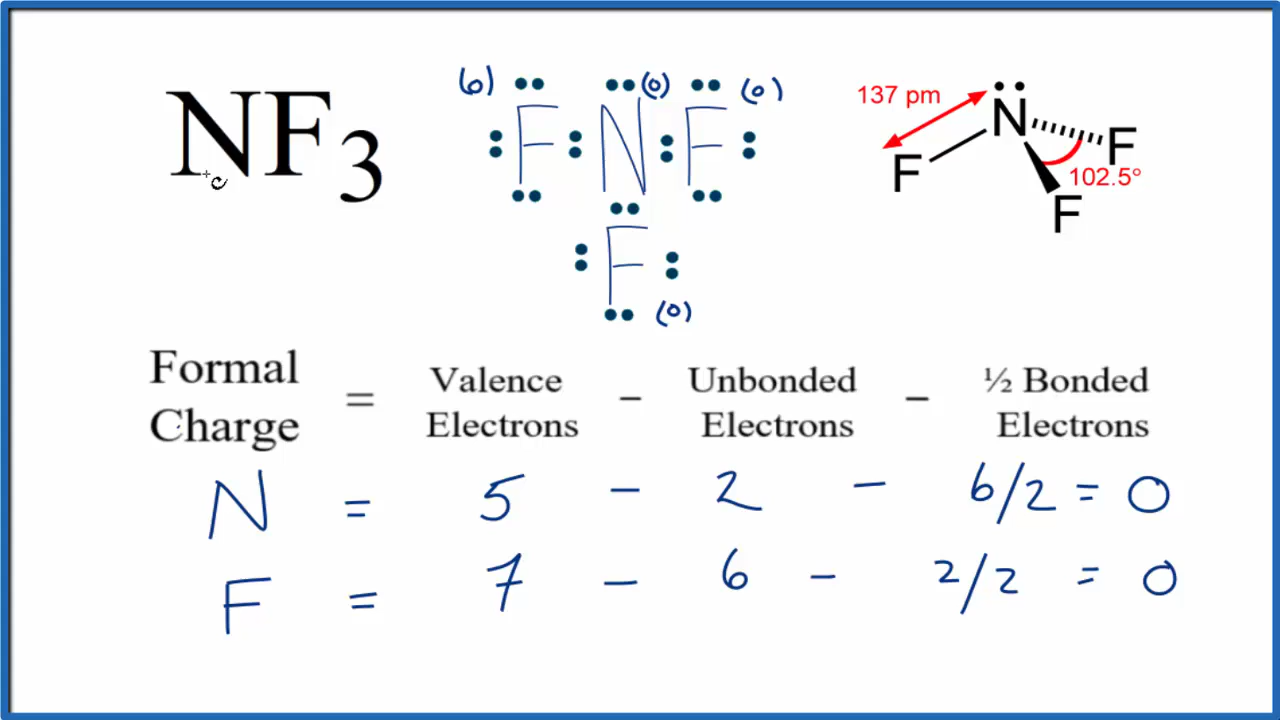 NF3
(0) (0) (0)
F N F
F
(0)
137 pm
N
F F
102.5°
F
Formal Charge = Valence Electrons - Unbonded Electrons - ½ Bonded Electrons
N = 5 - 2 - 6/2 = 0
F = 7 - 6 - 2/2 = 0